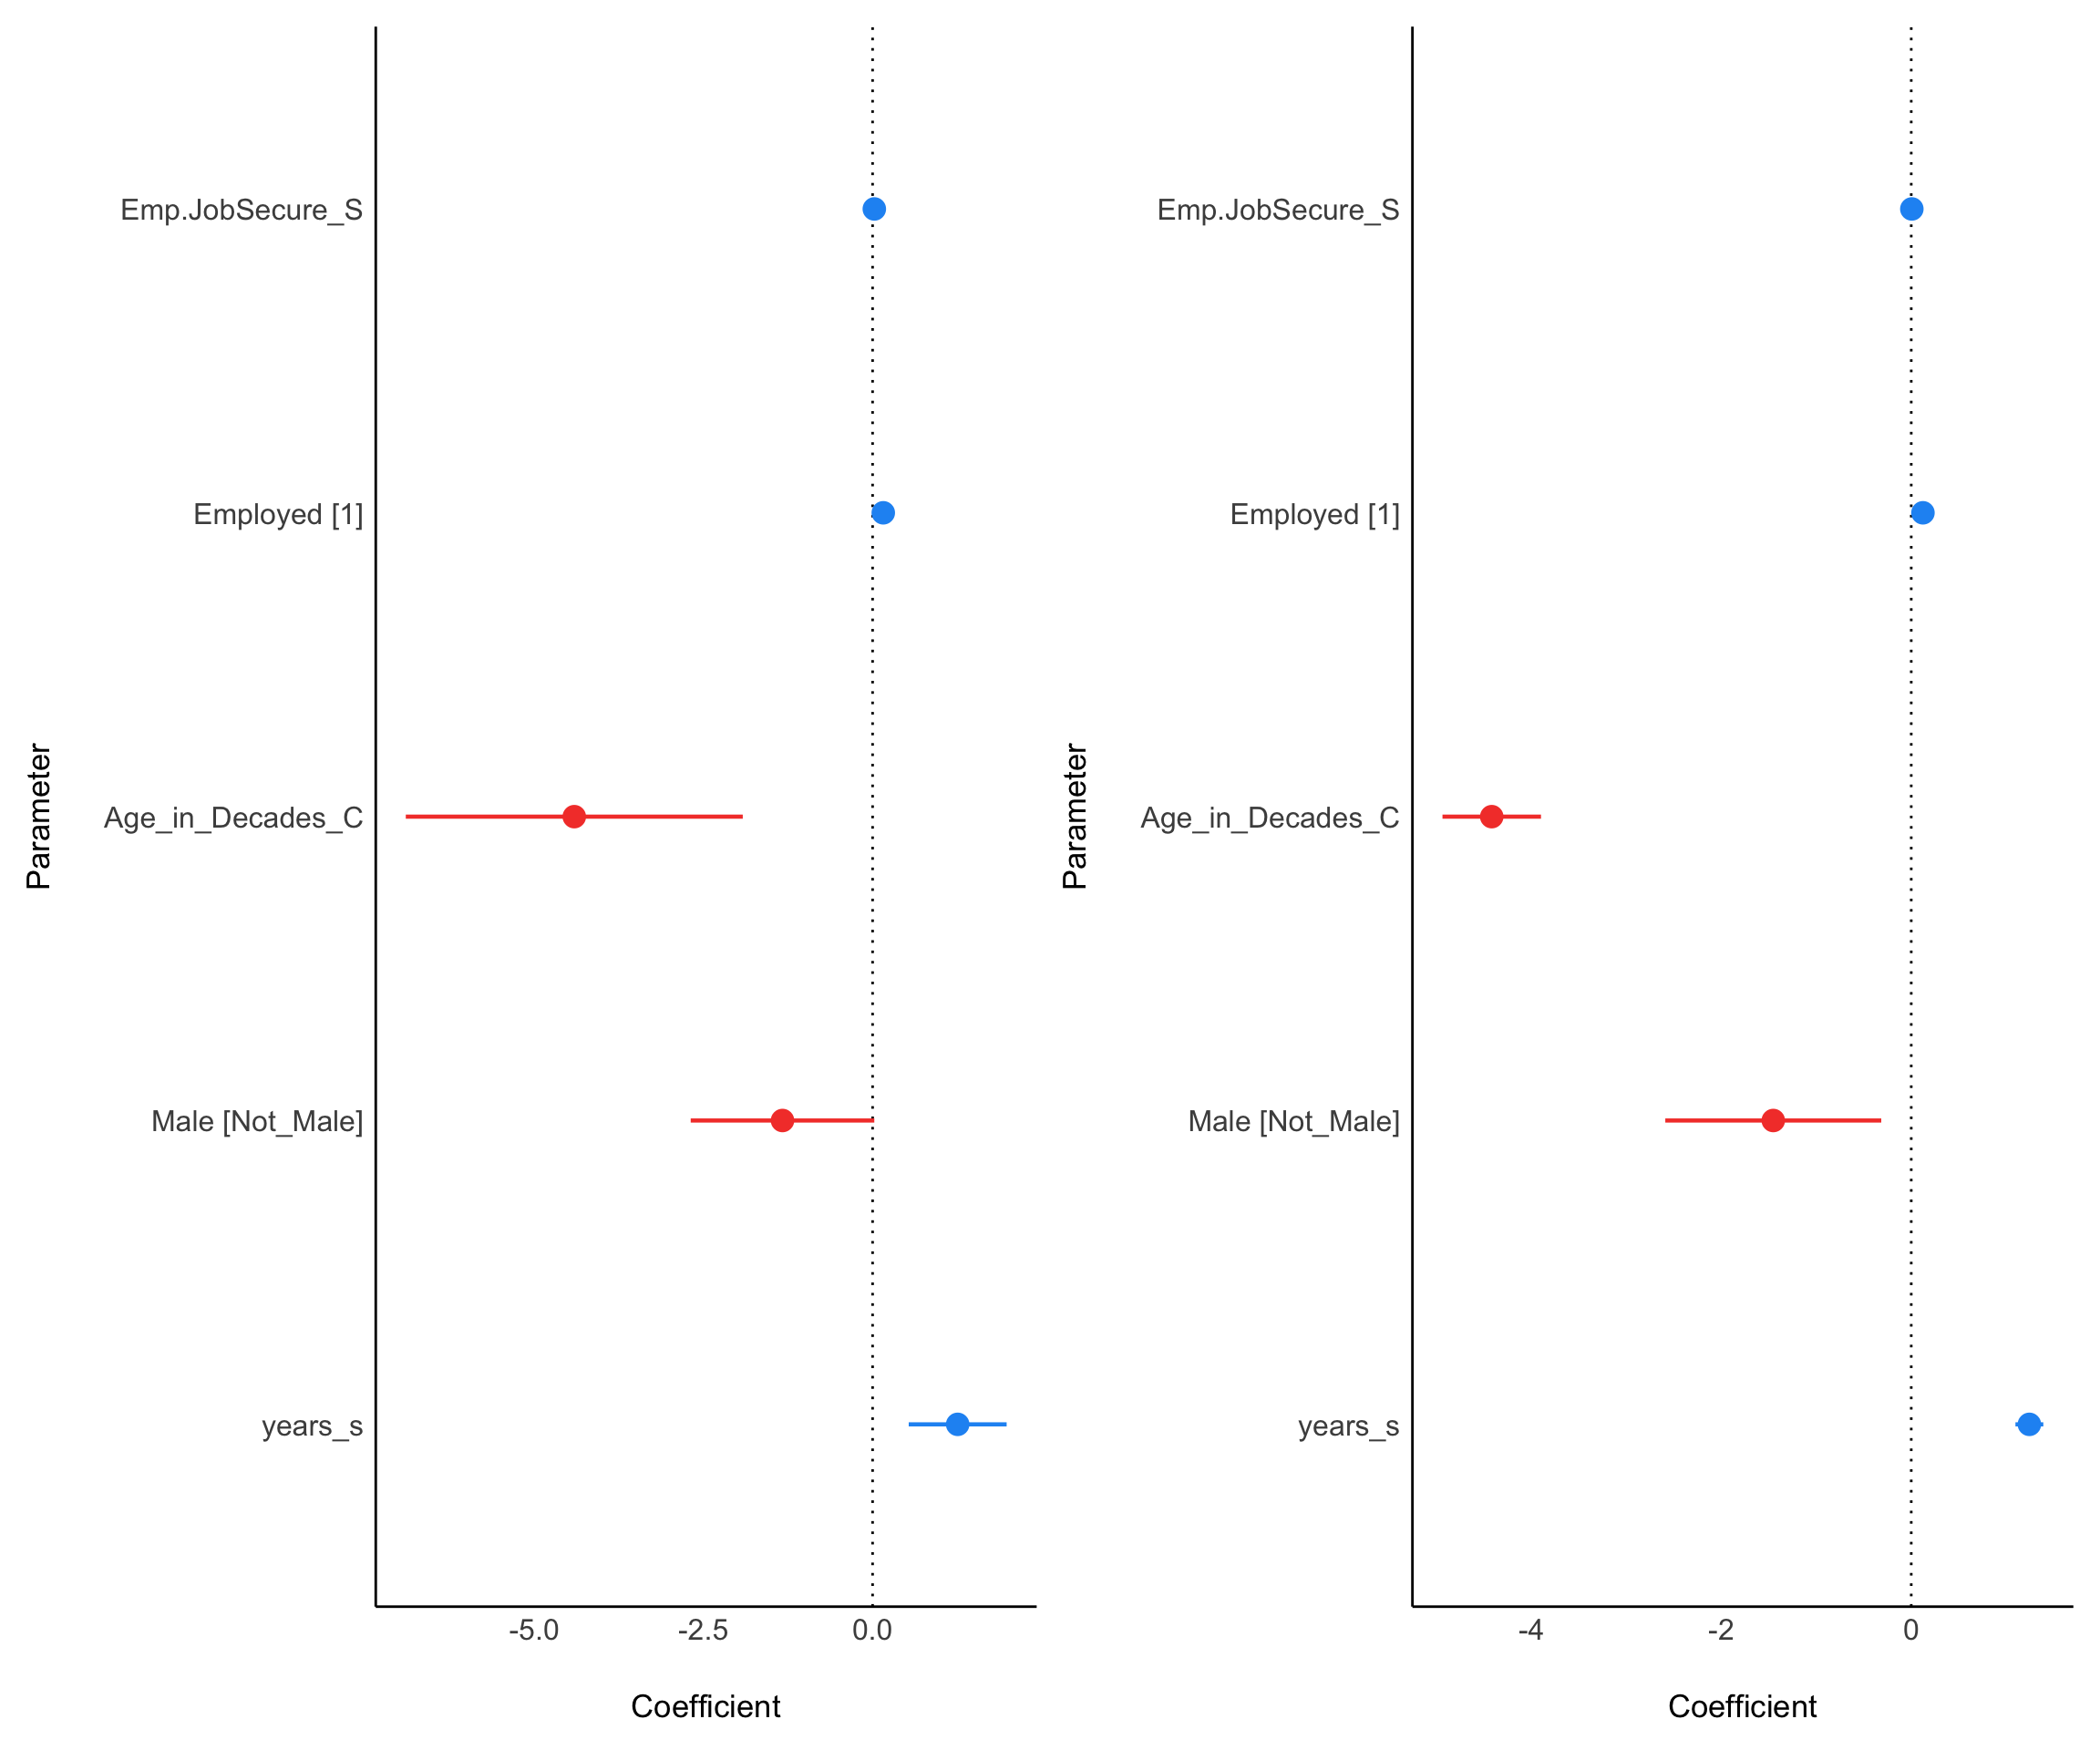 Parameter
Emp.JobSecure_S
Employed [1]
Age_in_Decades_C
Male [Not_Male]
years_s
-5.0
-2.5
0.0
Coefficient
Parameter
Emp.JobSecure_S
Employed [1]
Age_in_Decades_C
Male [Not_Male]
years_s
-4
-2
0
Coefficient